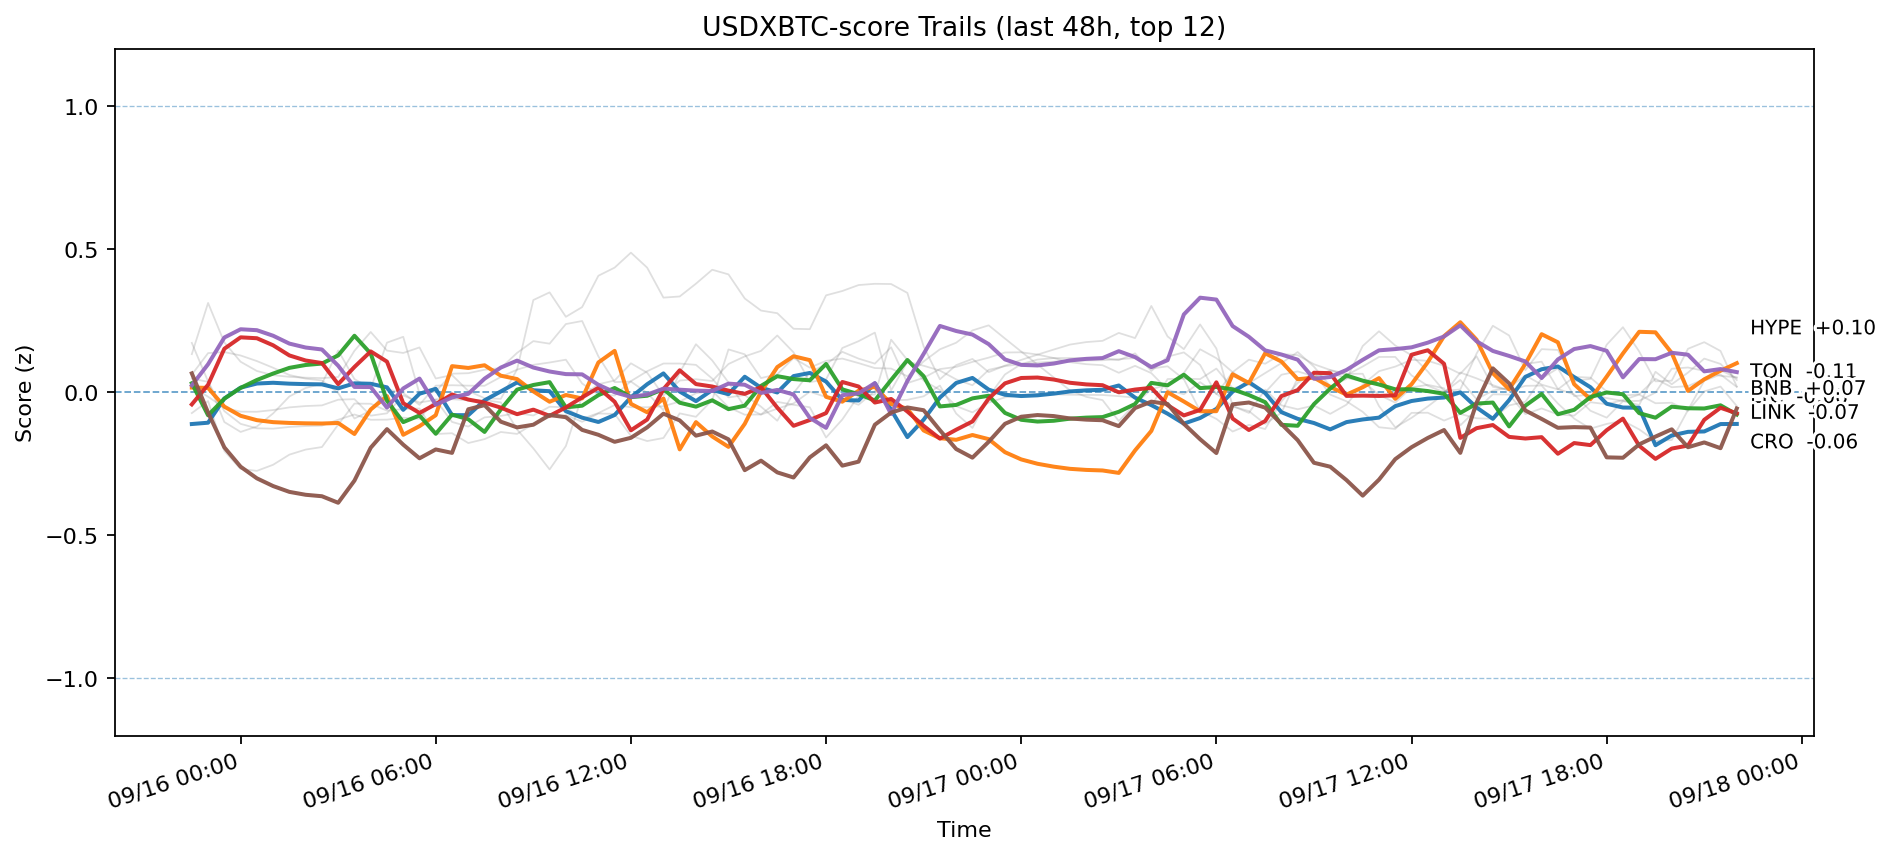 USDXBTC-score Trails (last 48h, top 12)
Score (z)
1.0
0.5
0.0
−0.5
−1.0
HYPE +0.10
TON -0.11
BNB +0.07
LINK -0.07
CRO -0.06
09/16 00:00
09/16 06:00
09/16 12:00
09/16 18:00
09/17 00:00
09/17 06:00
09/17 12:00
09/17 18:00
09/18 00:00
Time